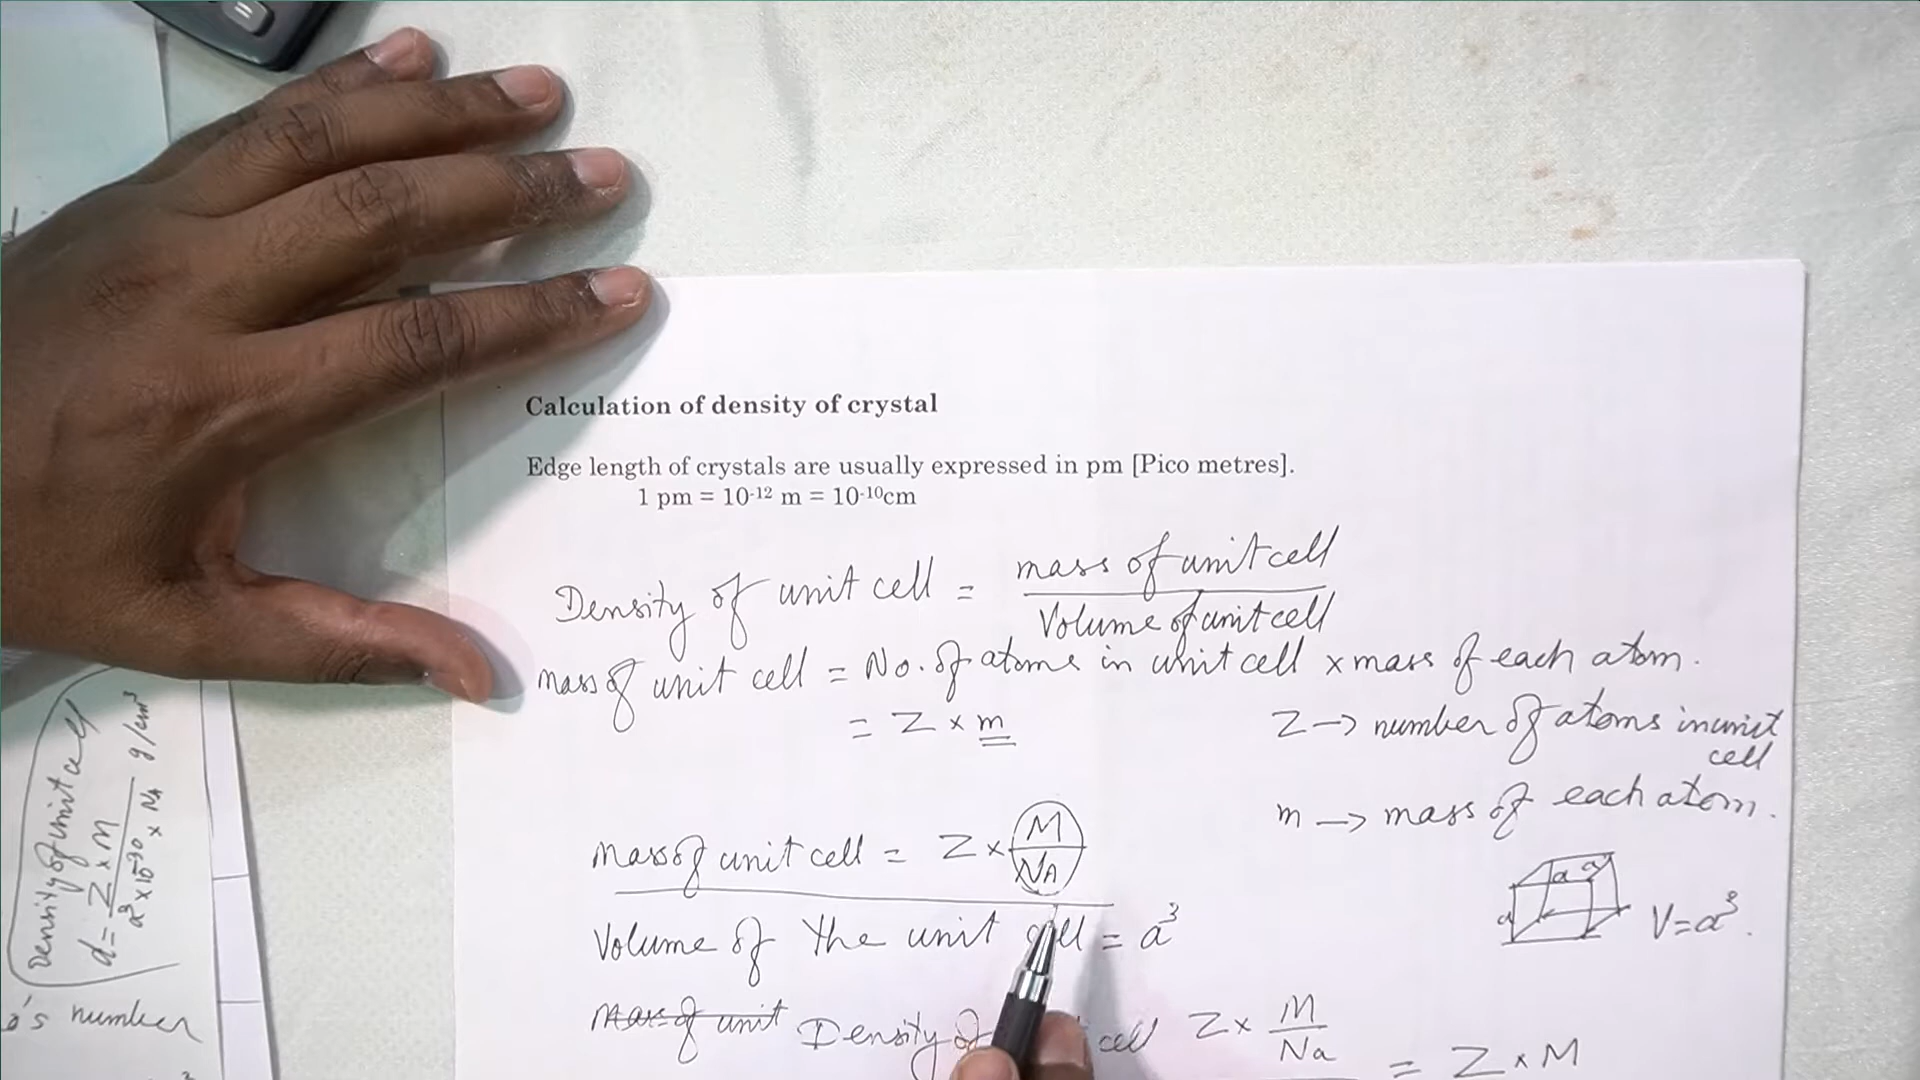 Calculation of density of crystal
Edge length of crystals are usually expressed in pm [Pico metres].
1 pm = 10⁻¹² m = 10⁻¹⁰cm
Density of unit cell = mass of unit cell / Volume of unit cell
mass of unit cell = No. of atoms in unit cell × mass of each atom.
= Z × m
Z → number of atoms in unit
cell
m → mass of each atom.
mass of unit cell = Z × M / NA
a a
a
V = a³.
Volume of the unit cell = a³
mass of unit Density of cell Z × M / Na
= Z × M
Density of unit cell
d = Z × M / a³ × 10⁻³⁰ × NA g/cm³
o's number